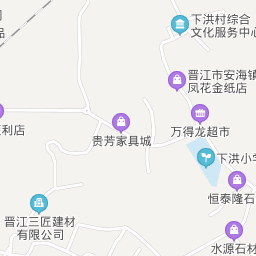 司
品
下洪村综合
文化服务中心
晋江市安海镇
凤花金纸店
万得龙超市
利店
贵芳家具城
下洪小学
恒泰隆石
晋江三匠建材
有限公司
水源石材